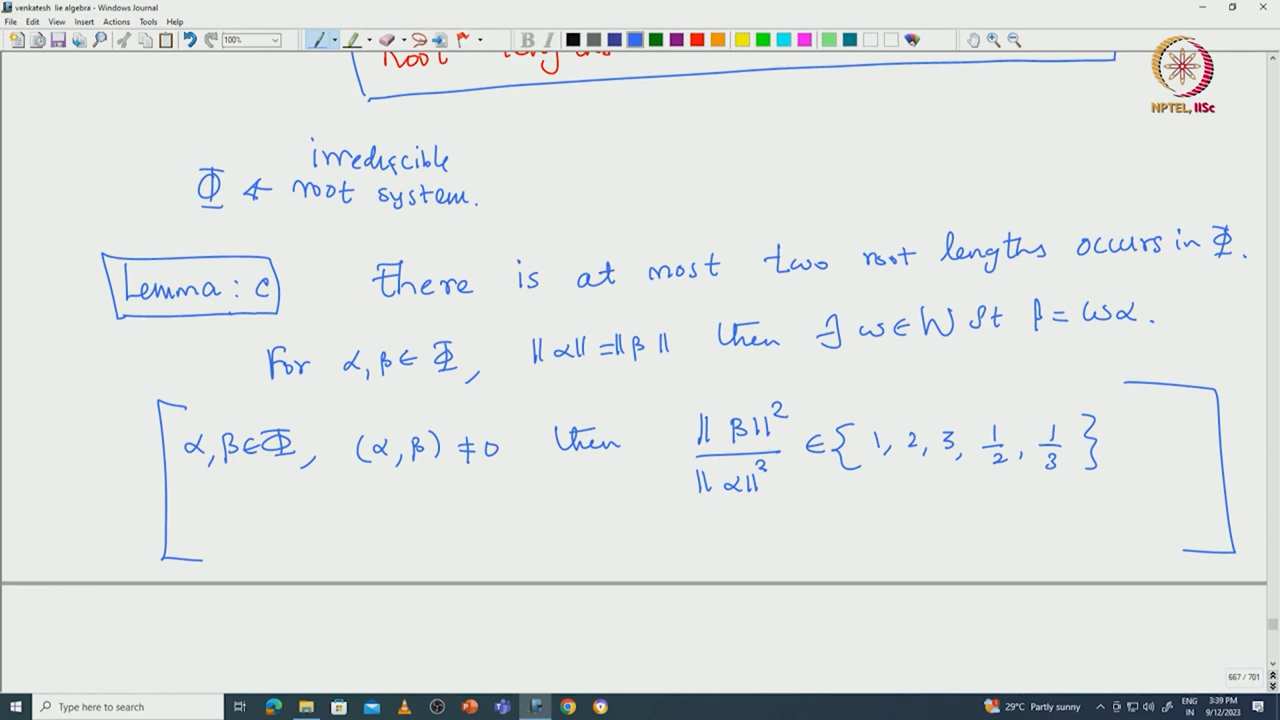 venkatesh lie algebra - Windows Journal
File Edit View Insert Actions Tools Help
100%
Root lengths
NPTEL, IISc
irreducible
Φ ← root system.
Lemma : C There is at most two root lengths occurs in Φ.
For α, β ∈ Φ, ||α|| = ||β|| then ∃ w ∈ W st β = wα.
α, β ∈ Φ, (α, β) ≠ 0 then ||β||² / ||α||² ∈ { 1, 2, 3, 1/2, 1/3 }
667 / 701
Type here to search
29°C Partly sunny
ENG
IN
3:39 PM
9/12/2023